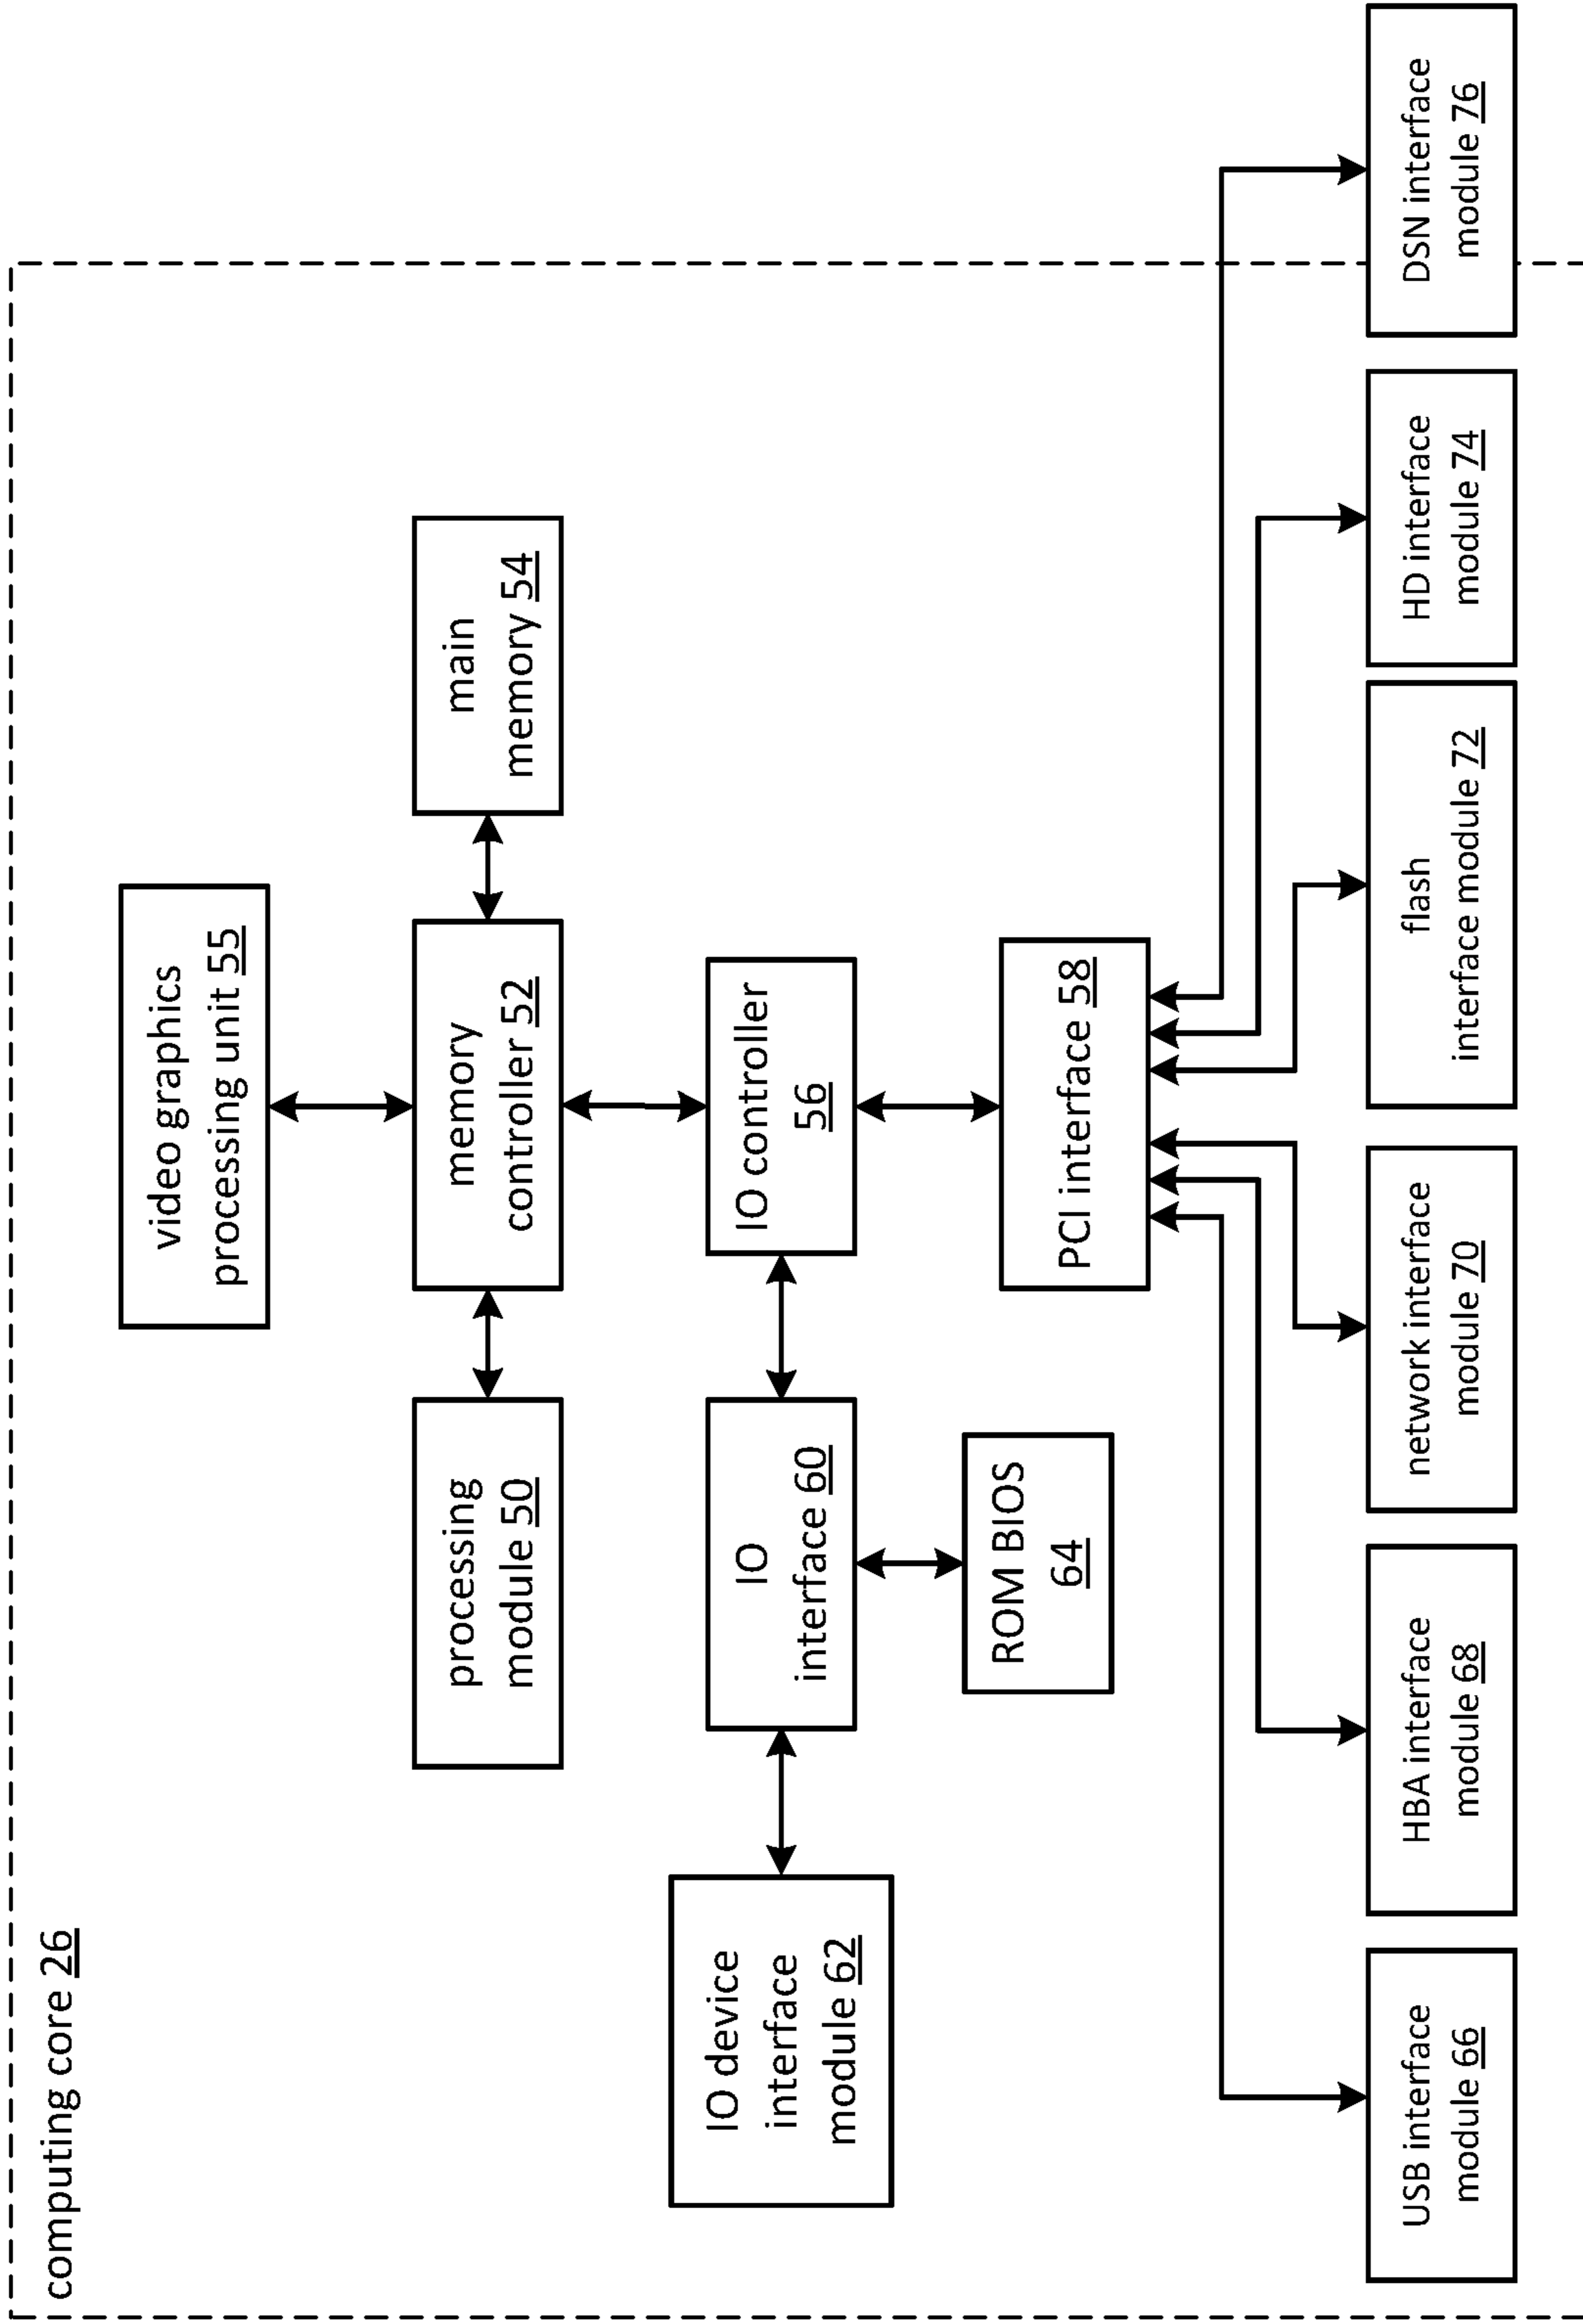 computing core 26
video graphics
processing unit 55
processing
module 50
memory
controller 52
main
memory 54
IO device
interface
module 62
IO
interface 60
IO controller
56
ROM BIOS
64
PCI interface 58
USB interface
module 66
HBA interface
module 68
network interface
module 70
flash
interface module 72
HD interface
module 74
DSN interface
module 76